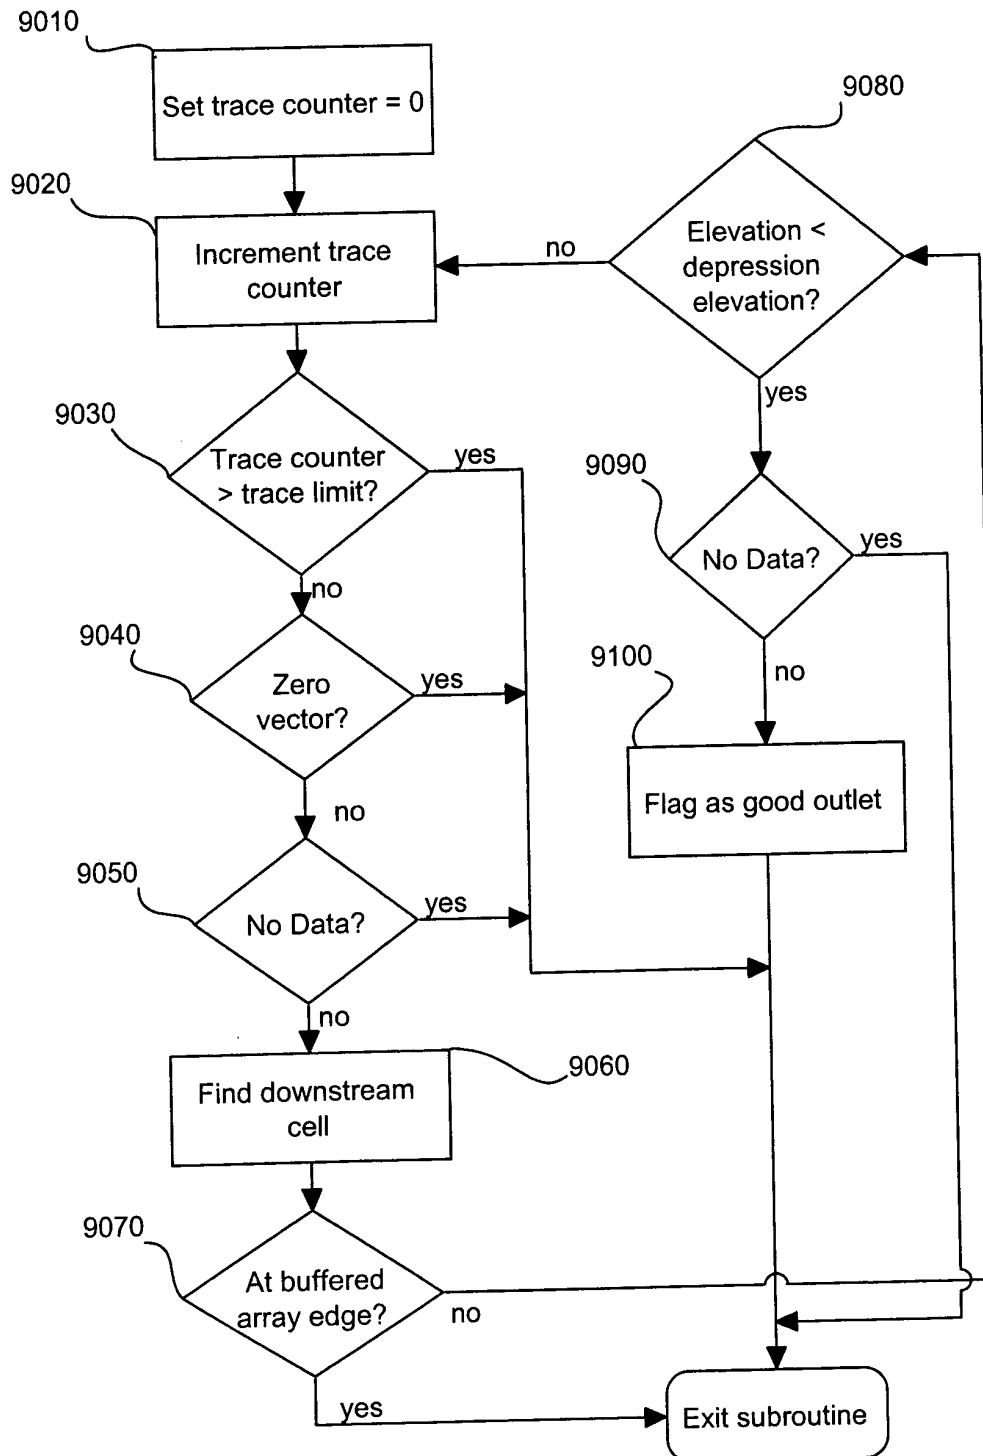 9010
Set trace counter = 0
9020
Increment trace
counter
9030
Trace counter
> trace limit?
yes
no
9040
Zero
vector?
yes
no
9050
No Data?
yes
no
Find downstream
cell
9060
9070
At buffered
array edge?
no
yes
9080
Elevation <
depression
elevation?
no
yes
9090
No Data?
yes
no
9100
Flag as good outlet
Exit subroutine